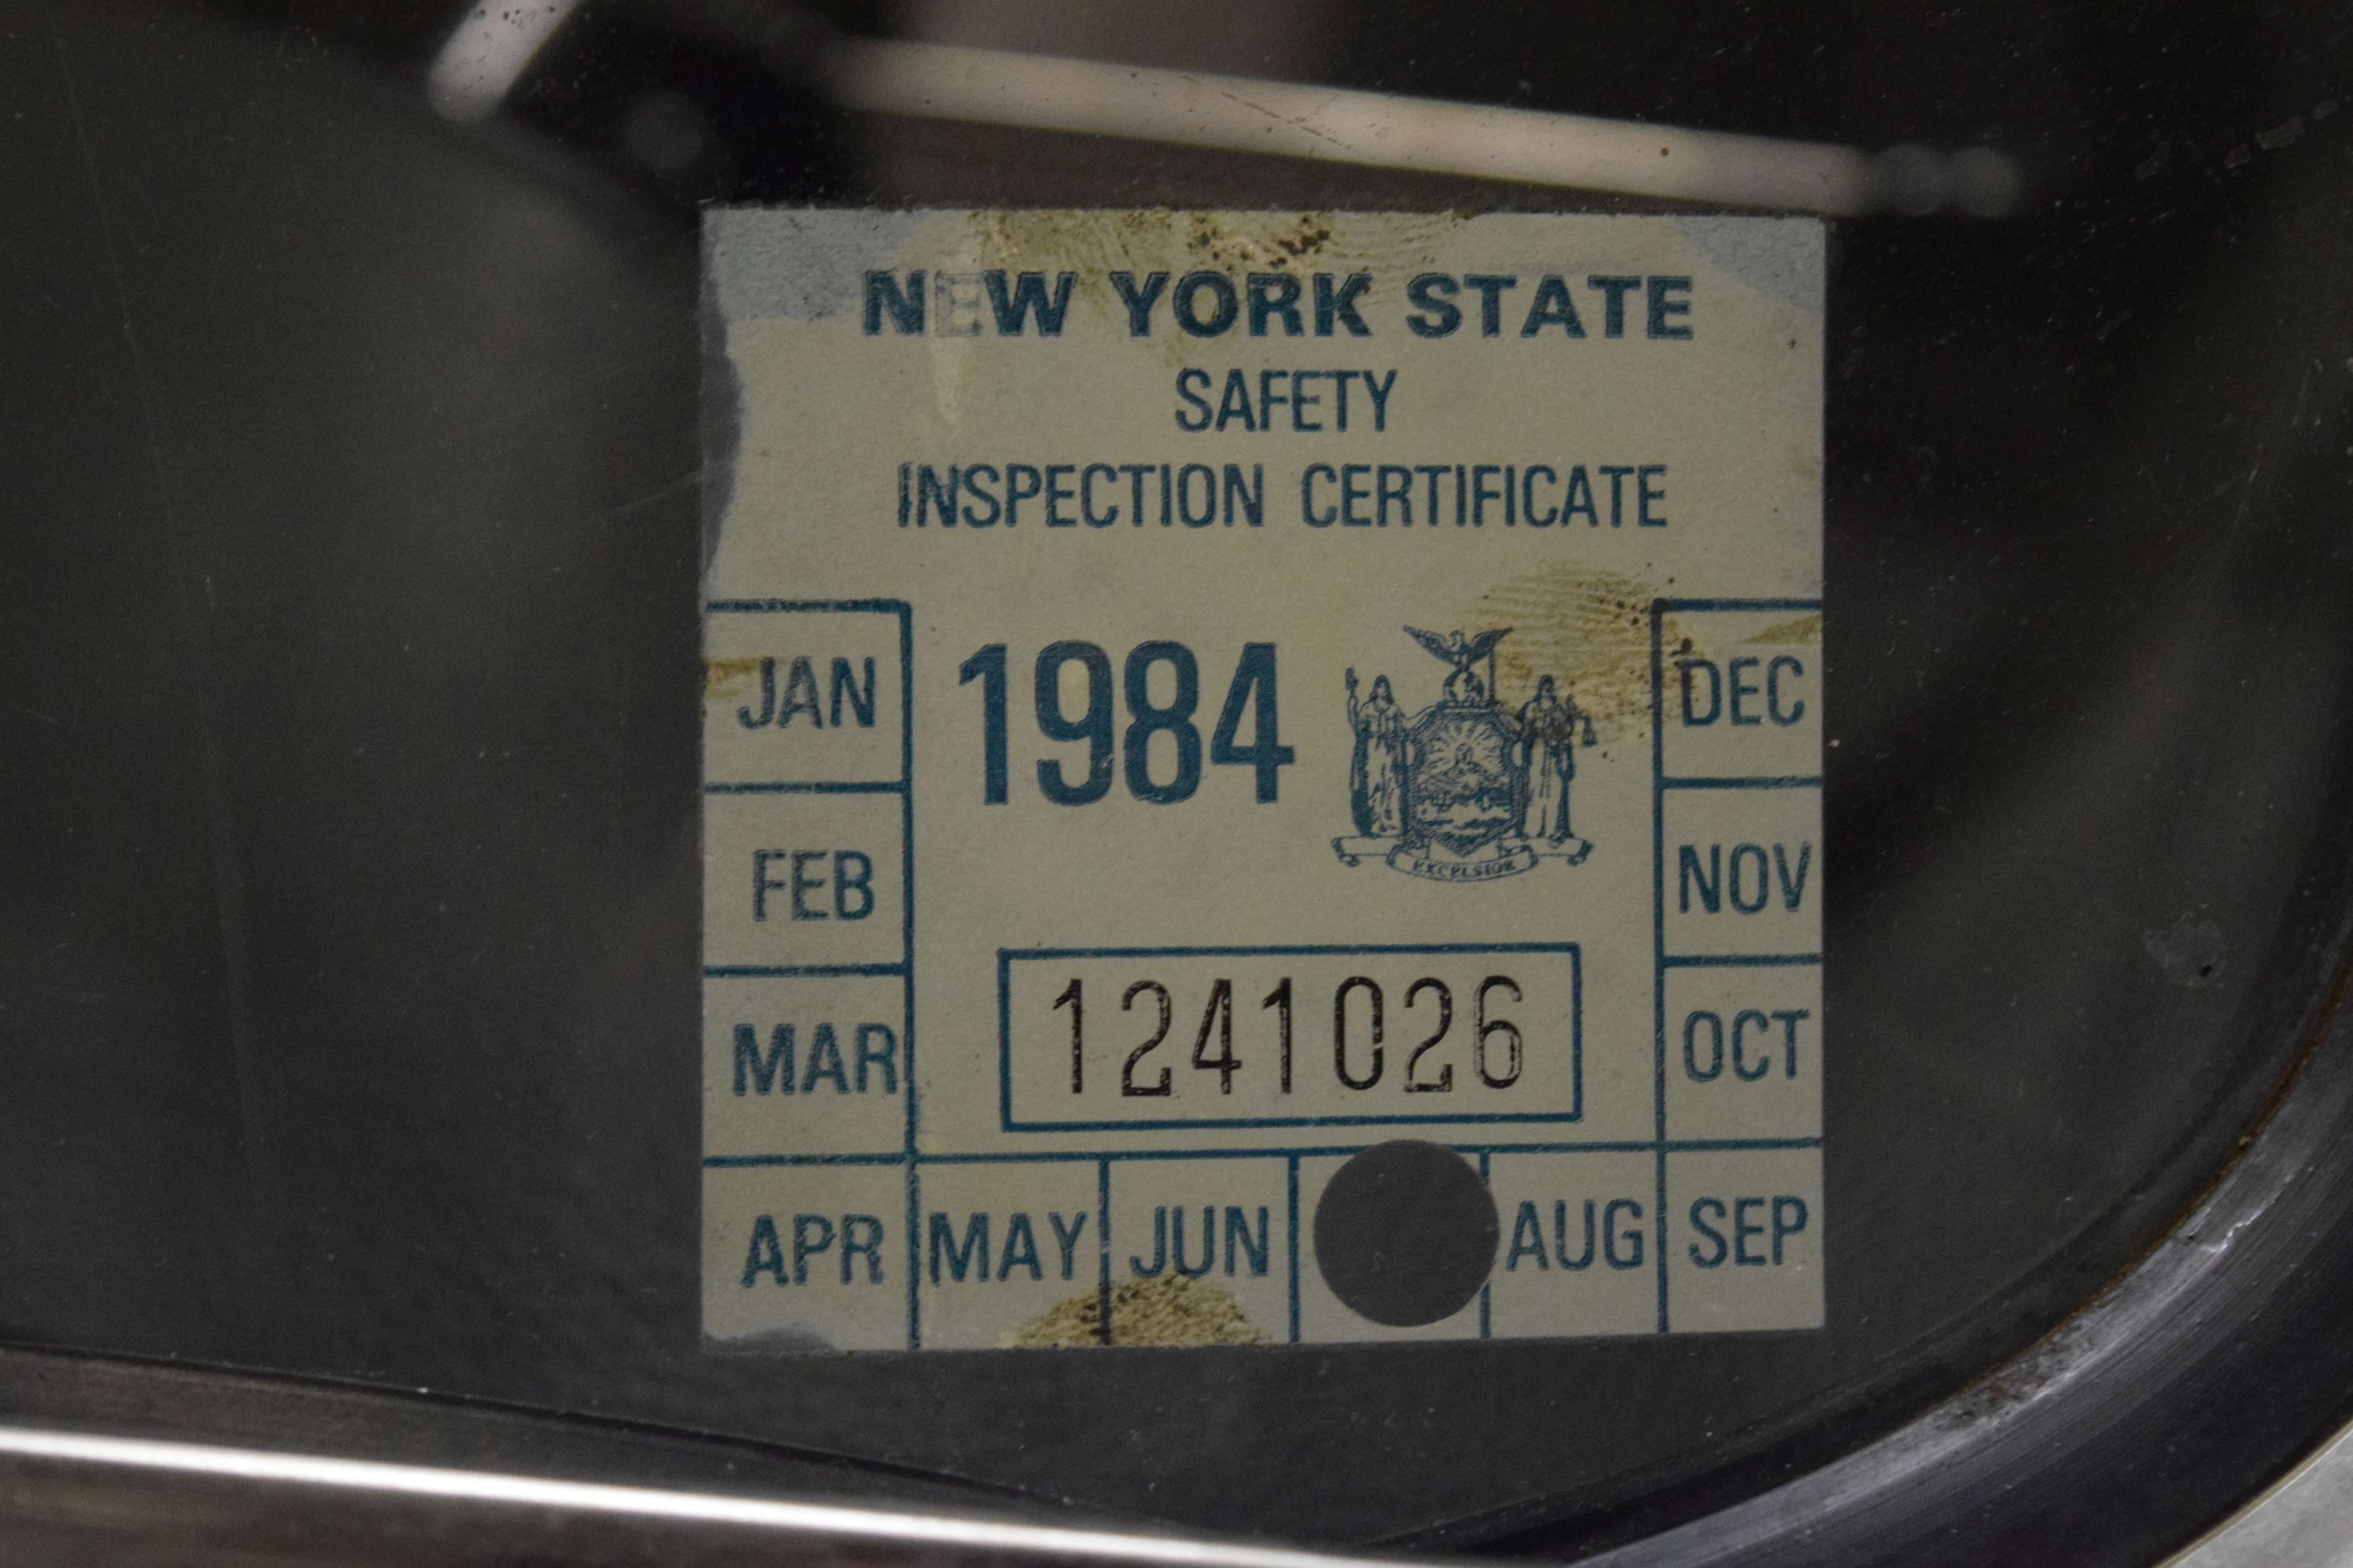 NEW YORK STATE
SAFETY
INSPECTION CERTIFICATE
JAN
1984
DEC
FEB
EXCELSIOR
NOV
MAR
1241026
OCT
APR MAY JUN AUG SEP